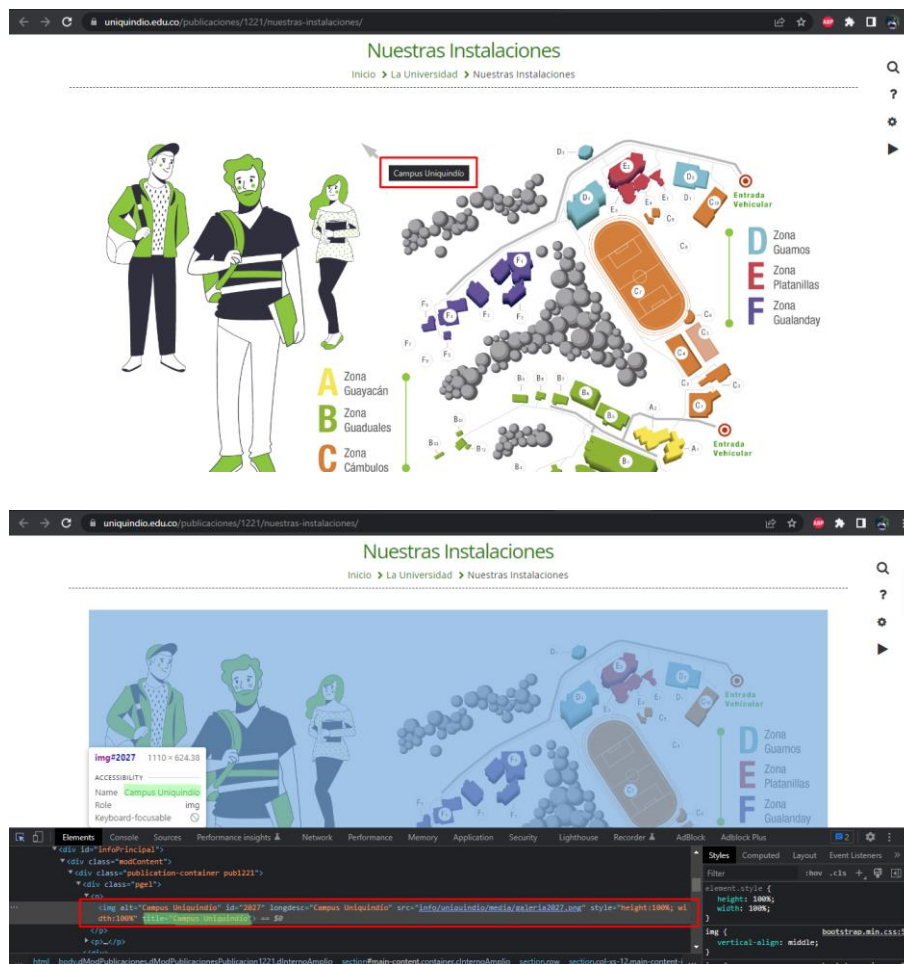 uniquindio.edu.co/publicaciones/1221/nuestras-instalaciones/
Nuestras Instalaciones
Inicio > La Universidad > Nuestras Instalaciones
Campus Uniquindío
Entrada
Vehicular
D Zona
Guamos
E Zona
Platanillas
F Zona
Gualanday
A Zona
Guayacán
B Zona
Guaduales
C Zona
Cámbulos
Entrada
Vehicular
uniquindio.edu.co/publicaciones/1221/nuestras-instalaciones/
Nuestras Instalaciones
Inicio > La Universidad > Nuestras Instalaciones
Entrada
Vehicular
D Zona
Guamos
E Zona
Platanillas
F Zona
Gualanday
img#2027 1110 × 624.38
ACCESSIBILITY
Name Campus Uniquindío
Role img
Keyboard-focusable
Elements Console Sources Performance insights Network Performance Memory Application Security Lighthouse Recorder AdBlock Adblock Plus 2
<div id="infoPrincipal">
<div class="modContent">
<div class="publication-container pub1221">
<div class="pgel">
<p>
<img alt="Campus Uniquindío" id="2027" longdesc="Campus Uniquindío" src="info/uniquindio/media/galeria2027.png" style="height:100%; wi
dth:100%" title="Campus Uniquindío"> == $0
</p>
<p>…</p>
Styles Computed Layout Event Listeners
Filter :hov .cls
element.style {
height: 100%;
width: 100%;
}
img { bootstrap.min.css:5
vertical-align: middle;
}